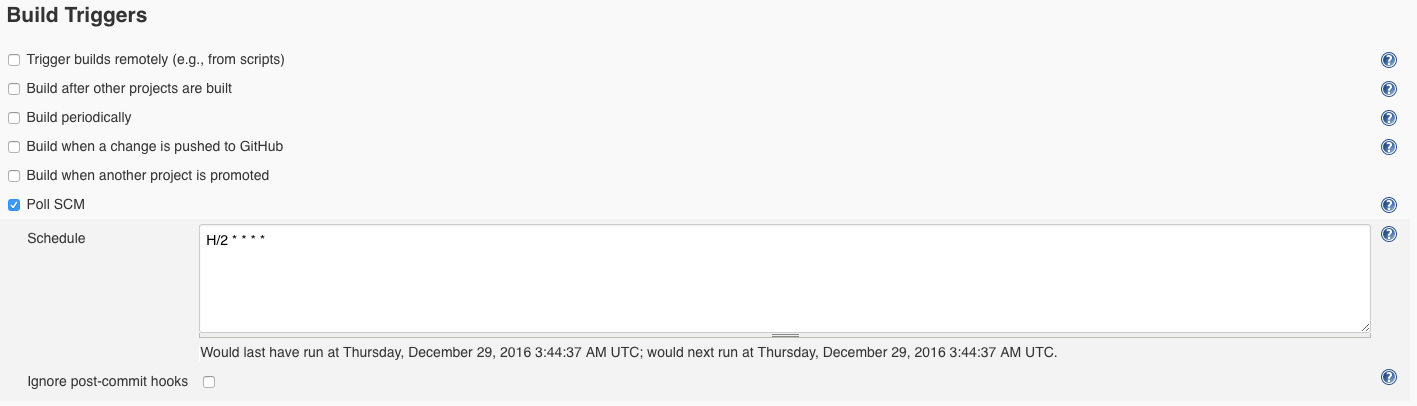 Build Triggers
Trigger builds remotely (e.g., from scripts)
Build after other projects are built
Build periodically
Build when a change is pushed to GitHub
Build when another project is promoted
Poll SCM
Schedule
H/2 * * * *
Would last have run at Thursday, December 29, 2016 3:44:37 AM UTC; would next run at Thursday, December 29, 2016 3:44:37 AM UTC.
Ignore post-commit hooks